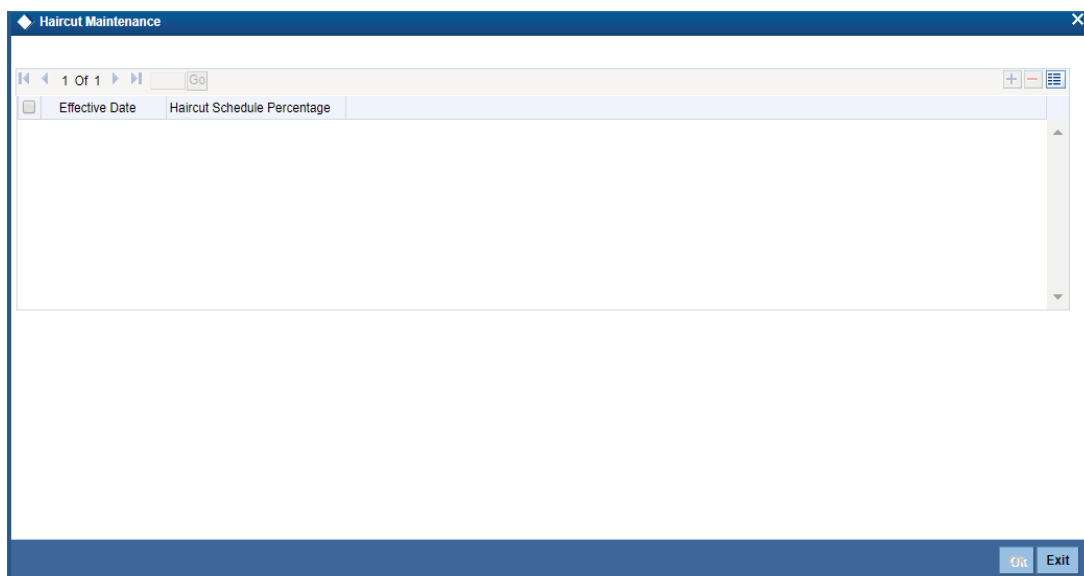 Haircut Maintenance
1 Of 1 Go
Effective Date Haircut Schedule Percentage
Ok Exit